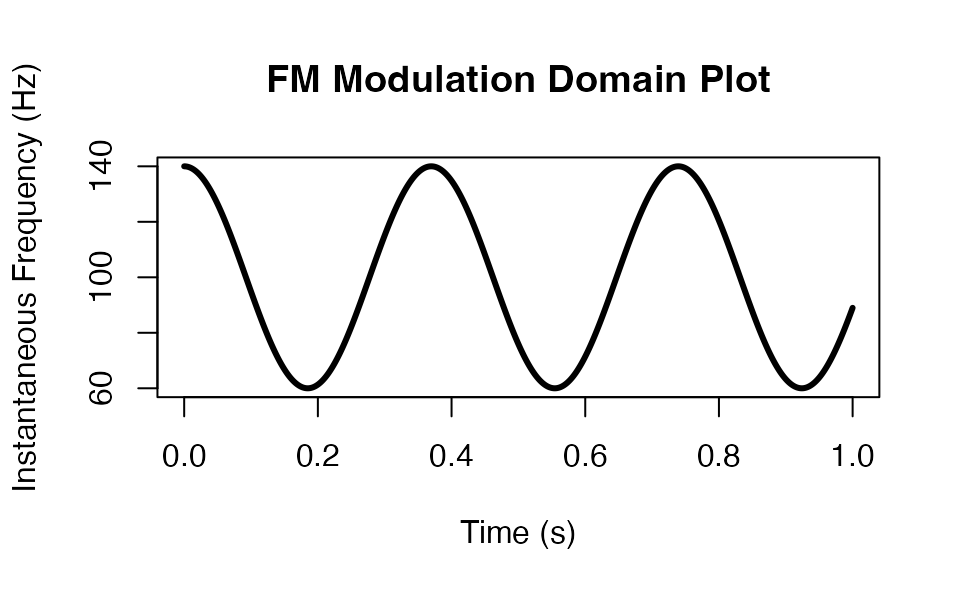 FM Modulation Domain Plot
Instantaneous Frequency (Hz)
140
100
60
0.0 0.2 0.4 0.6 0.8 1.0
Time (s)